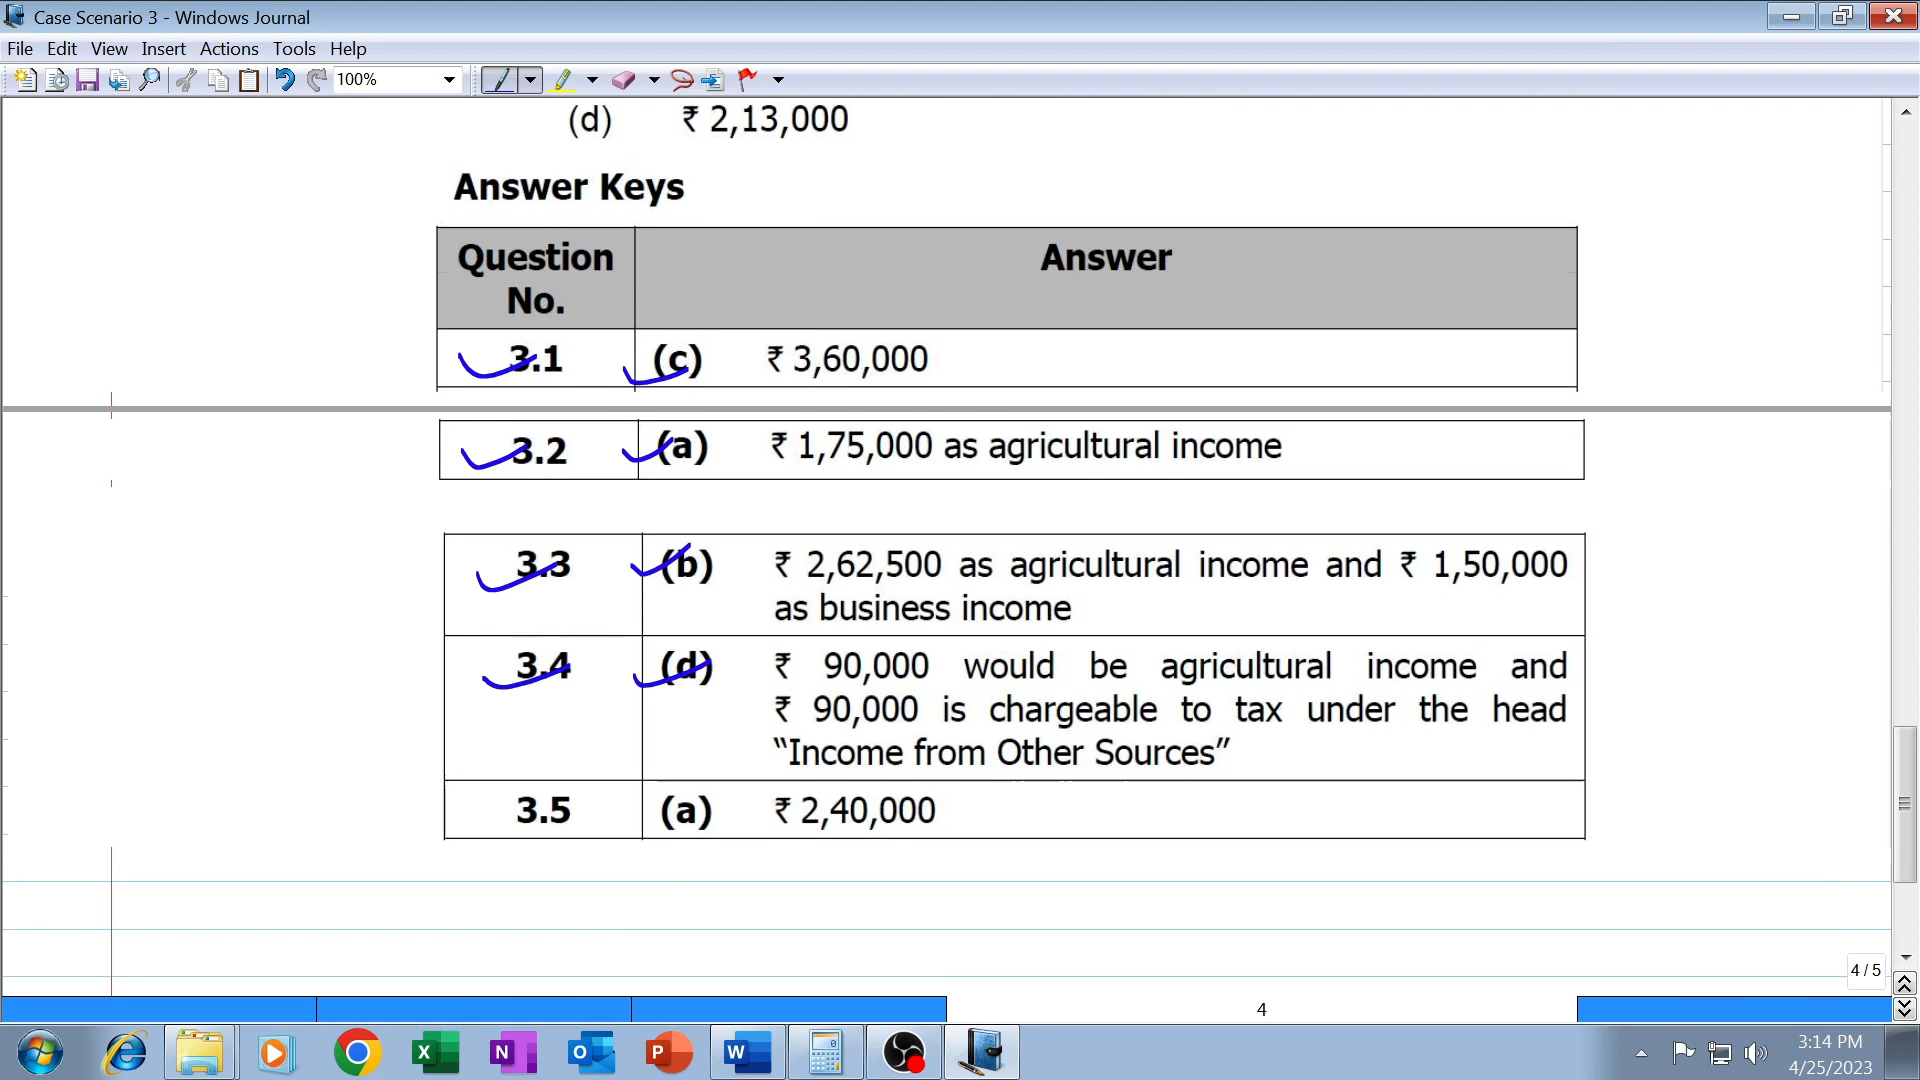 Case Scenario 3 - Windows Journal
File Edit View Insert Actions Tools Help
100%
(d) ₹ 2,13,000
Answer Keys
Question No. Answer
3.1 (c) ₹ 3,60,000
3.2 (a) ₹ 1,75,000 as agricultural income
3.3 (b) ₹ 2,62,500 as agricultural income and ₹ 1,50,000
as business income
3.4 (d) ₹ 90,000 would be agricultural income and
₹ 90,000 is chargeable to tax under the head
“Income from Other Sources”
3.5 (a) ₹ 2,40,000
4 / 5
4
3:14 PM
4/25/2023